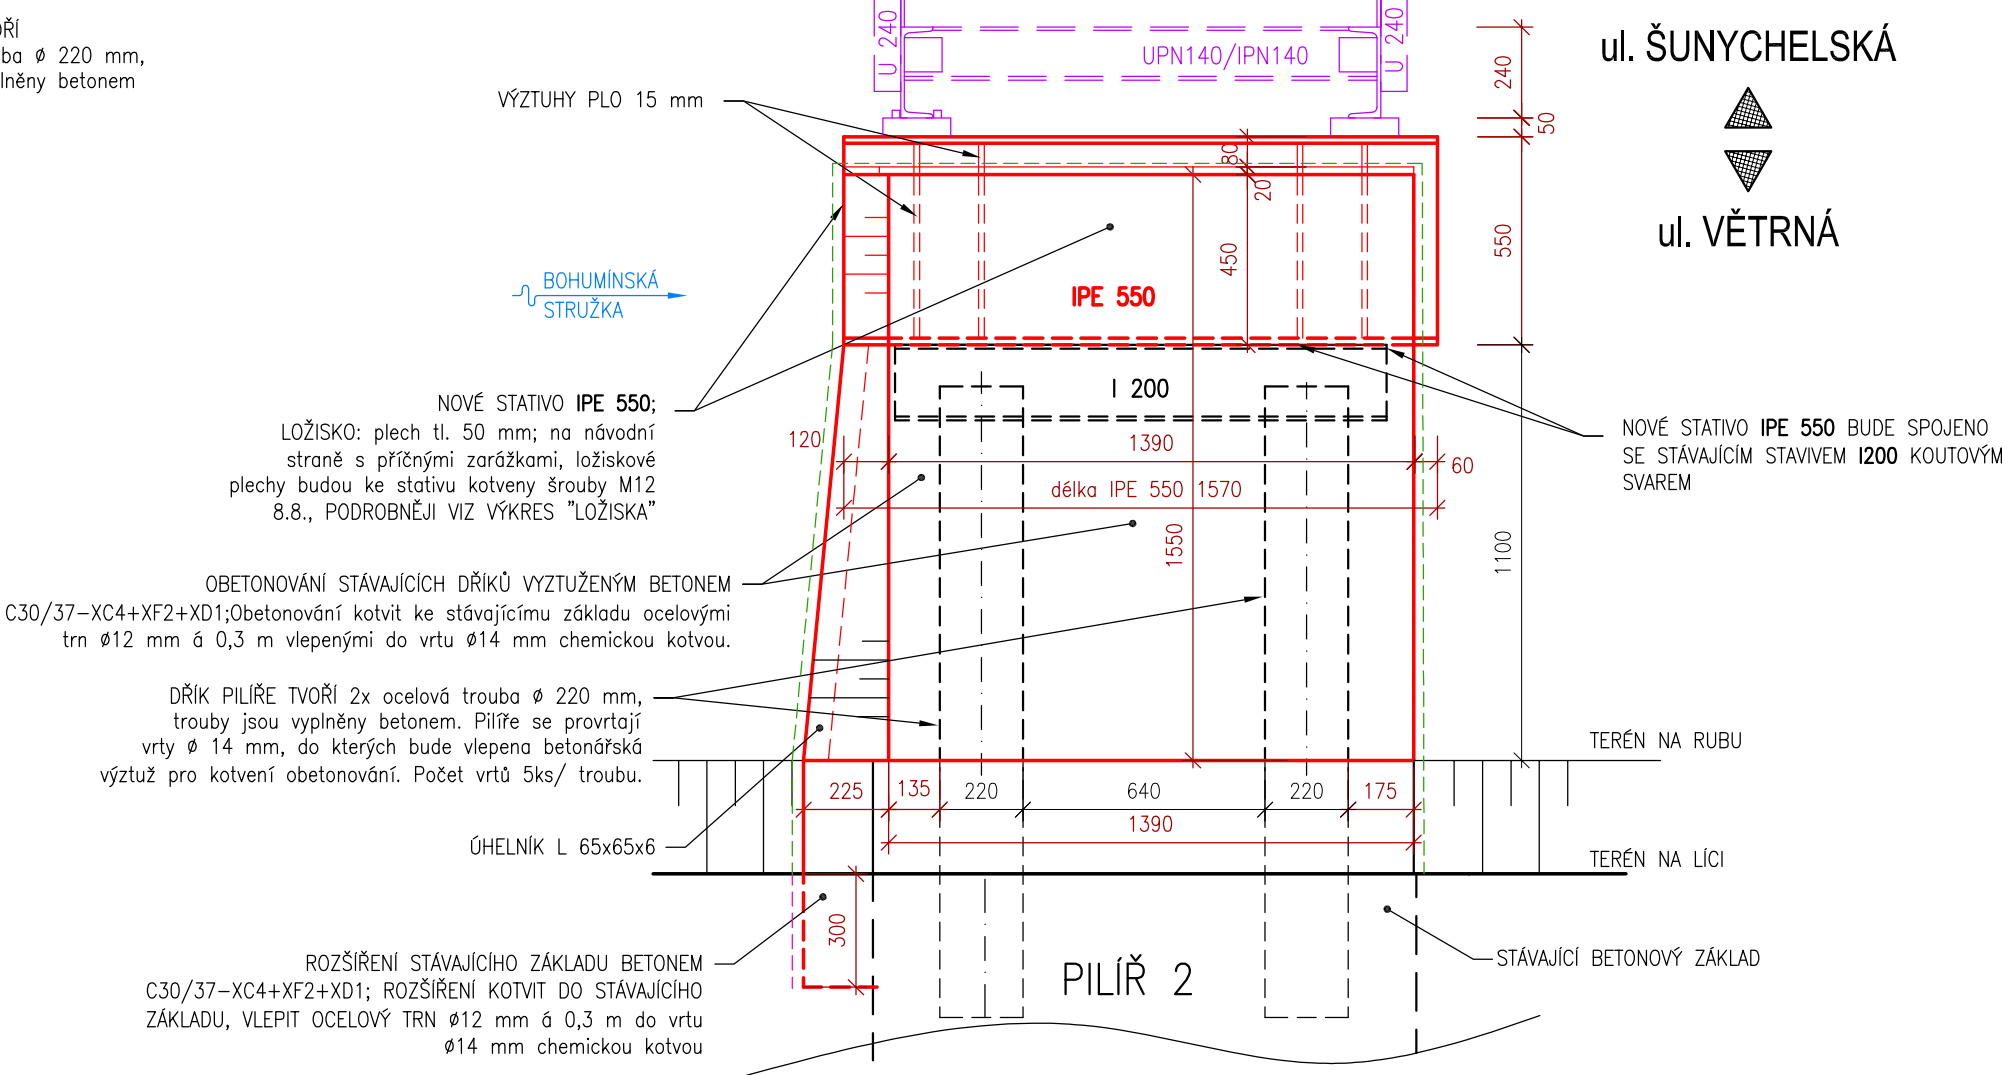 OŘÍ
ba ø 220 mm,
lněny betonem
VÝZTUHY PLO 15 mm
U 240
UPN140/IPN140
U 240
240
50
ul. ŠUNYCHELSKÁ
ul. VĚTRNÁ
80
20
450
550
IPE 550
BOHUMÍNSKÁ
STRUŽKA
I 200
NOVÉ STATIVO IPE 550;
LOŽISKO: plech tl. 50 mm; na návodní
straně s příčnými zarážkami, ložiskové
plechy budou ke stativu kotveny šrouby M12
8.8., PODROBNĚJI VIZ VÝKRES "LOŽISKA"
120
1390
60
délka IPE 550 1570
1550
1100
NOVÉ STATIVO IPE 550 BUDE SPOJENO
SE STÁVAJÍCÍM STAVIVEM I200 KOUTOVÝM
SVAREM
OBETONOVÁNÍ STÁVAJÍCÍCH DŘÍKŮ VYZTUŽENÝM BETONEM
C30/37-XC4+XF2+XD1;Obetonování kotvit ke stávajícímu základu ocelovými
trn ø12 mm á 0,3 m vlepenými do vrtu ø14 mm chemickou kotvou.
DŘÍK PILÍŘE TVOŘÍ 2x ocelová trouba ø 220 mm,
trouby jsou vyplněny betonem. Pilíře se provrtají
vrty ø 14 mm, do kterých bude vlepena betonářská
výztuž pro kotvení obetonování. Počet vrtů 5ks/ troubu.
TERÉN NA RUBU
225
135
220
640
220
175
1390
ÚHELNÍK L 65x65x6
TERÉN NA LÍCI
300
ROZŠÍŘENÍ STÁVAJÍCÍHO ZÁKLADU BETONEM
C30/37-XC4+XF2+XD1; ROZŠÍŘENÍ KOTVIT DO STÁVAJÍCÍHO
ZÁKLADU, VLEPIT OCELOVÝ TRN ø12 mm á 0,3 m do vrtu
ø14 mm chemickou kotvou
PILÍŘ 2
STÁVAJÍCÍ BETONOVÝ ZÁKLAD